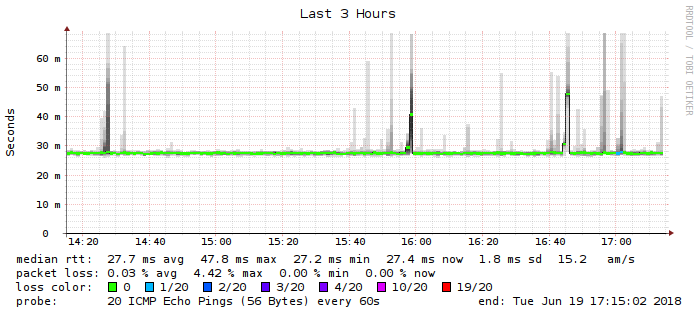 Last 3 Hours
RRDTOOL / TOBI OETIKER
Seconds
60 m
50 m
40 m
30 m
20 m
10 m
0
14:20 14:40 15:00 15:20 15:40 16:00 16:20 16:40 17:00
median rtt: 27.7 ms avg 47.8 ms max 27.2 ms min 27.4 ms now 1.8 ms sd 15.2 am/s
packet loss: 0.03 % avg 4.42 % max 0.00 % min 0.00 % now
loss color: 0 1/20 2/20 3/20 4/20 10/20 19/20
probe: 20 ICMP Echo Pings (56 Bytes) every 60s end: Tue Jun 19 17:15:02 2018